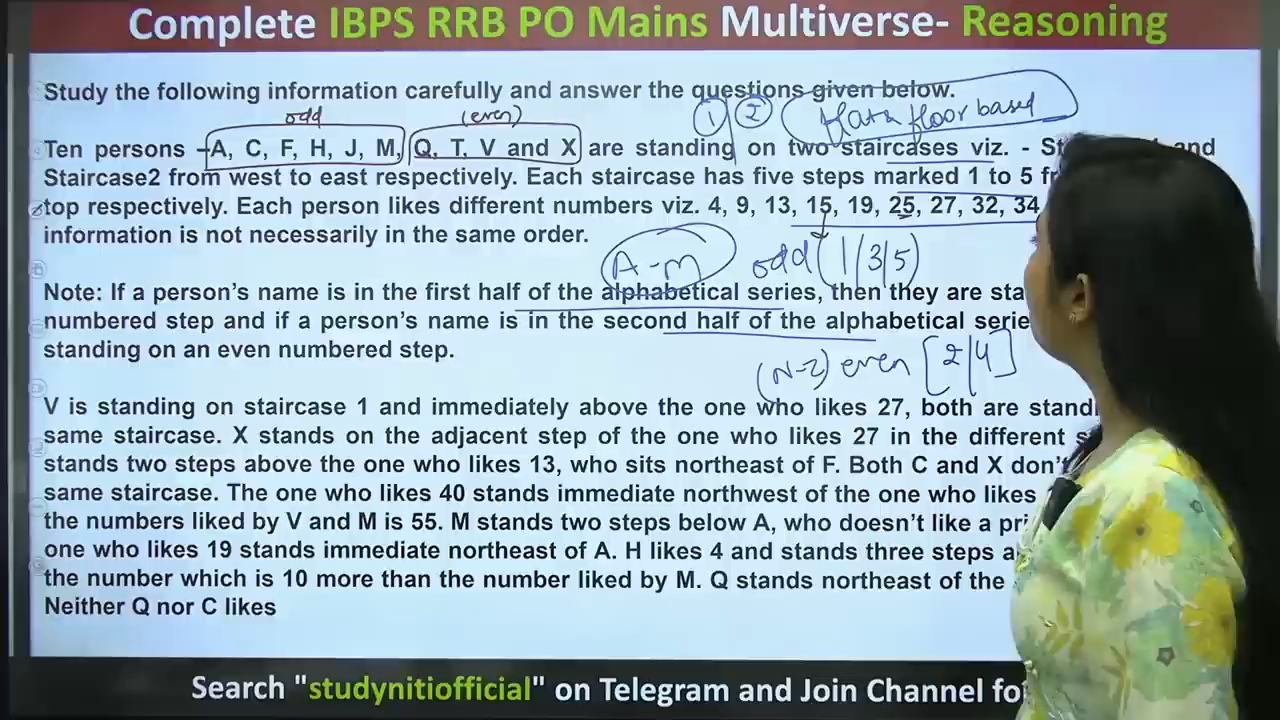 Complete IBPS RRB PO Mains Multiverse- Reasoning
Study the following information carefully and answer the questions given below.
odd (even) 1 2 flat & floor based
Ten persons – A, C, F, H, J, M, Q, T, V and X are standing on two staircases viz. - and
Staircase2 from west to east respectively. Each staircase has five steps marked 1 to 5
top respectively. Each person likes different numbers viz. 4, 9, 13, 15, 19, 25, 27, 32, 34
information is not necessarily in the same order.
A-M odd (1/3/5)
Note: If a person's name is in the first half of the alphabetical series, then they are
numbered step and if a person's name is in the second half of the alphabetical
standing on an even numbered step.
(N-Z) even [2/4]
V is standing on staircase 1 and immediately above the one who likes 27, both are
same staircase. X stands on the adjacent step of the one who likes 27 in the different
stands two steps above the one who likes 13, who sits northeast of F. Both C and X
same staircase. The one who likes 40 stands immediate northwest of the one who likes
the numbers liked by V and M is 55. M stands two steps below A, who doesn't like a
one who likes 19 stands immediate northeast of A. H likes 4 and stands three steps
the number which is 10 more than the number liked by M. Q stands northeast of the
Neither Q nor C likes
Search "studynitiofficial" on Telegram and Join Channel